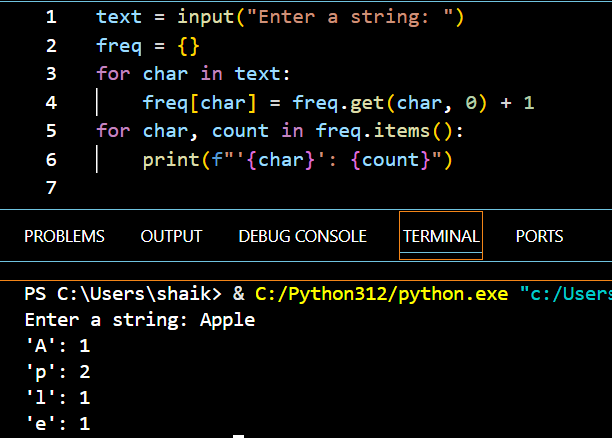 1 text = input("Enter a string: ")
2 freq = {}
3 for char in text:
4     freq[char] = freq.get(char, 0) + 1
5 for char, count in freq.items():
6     print(f"'{char}': {count}")
7
PROBLEMS OUTPUT DEBUG CONSOLE TERMINAL PORTS
PS C:\Users\shaik> & C:/Python312/python.exe "c:/Users
Enter a string: Apple
'A': 1
'p': 2
'l': 1
'e': 1